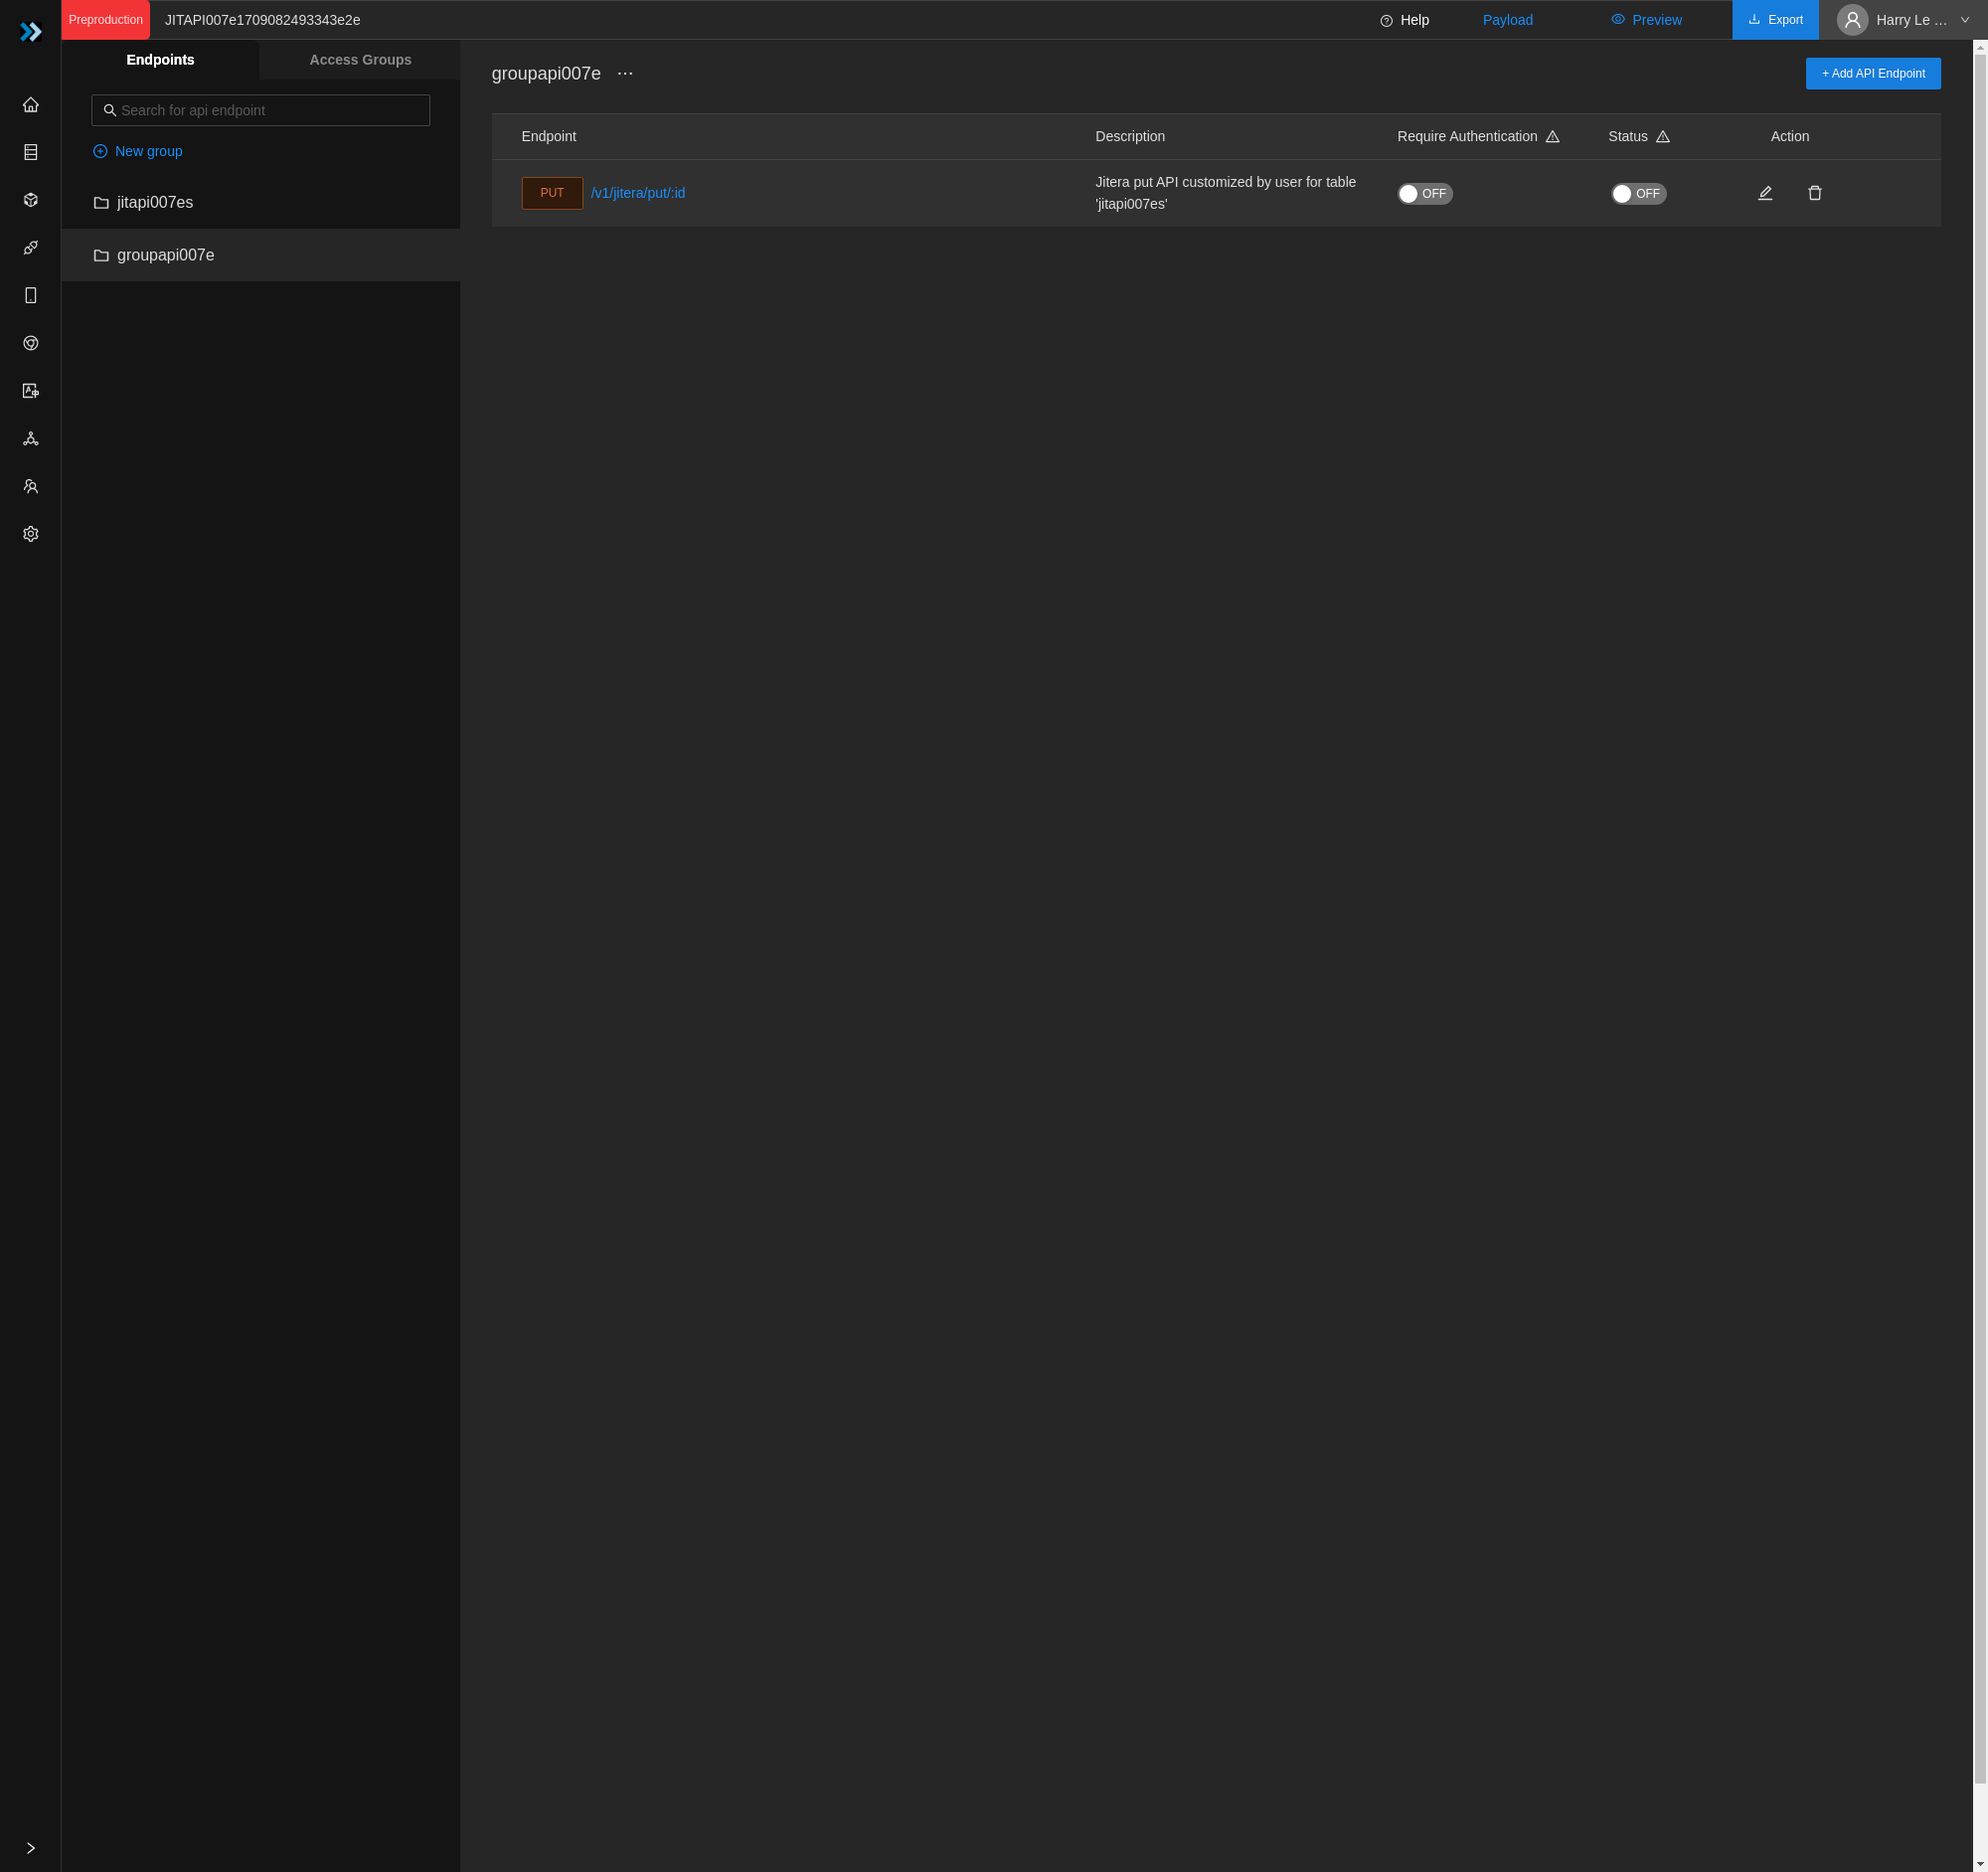 Preproduction
JITAPI007e1709082493343e2e
Help
Payload
Preview
Export
Harry Le ...
Endpoints
Access Groups
Search for api endpoint
New group
jitapi007es
groupapi007e
groupapi007e ···
+ Add API Endpoint
Endpoint
Description
Require Authentication
Status
Action
PUT
/v1/jitera/put/:id
Jitera put API customized by user for table
'jitapi007es'
OFF
OFF